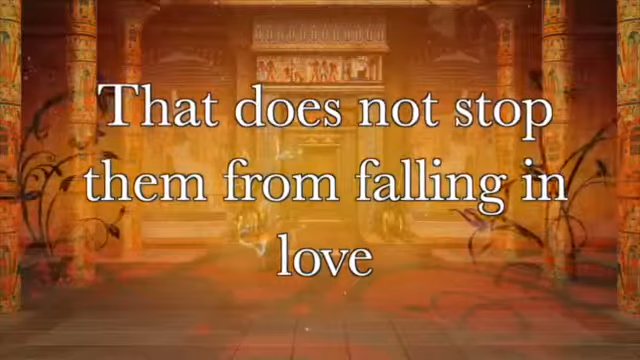 That does not stop
them from falling in
love